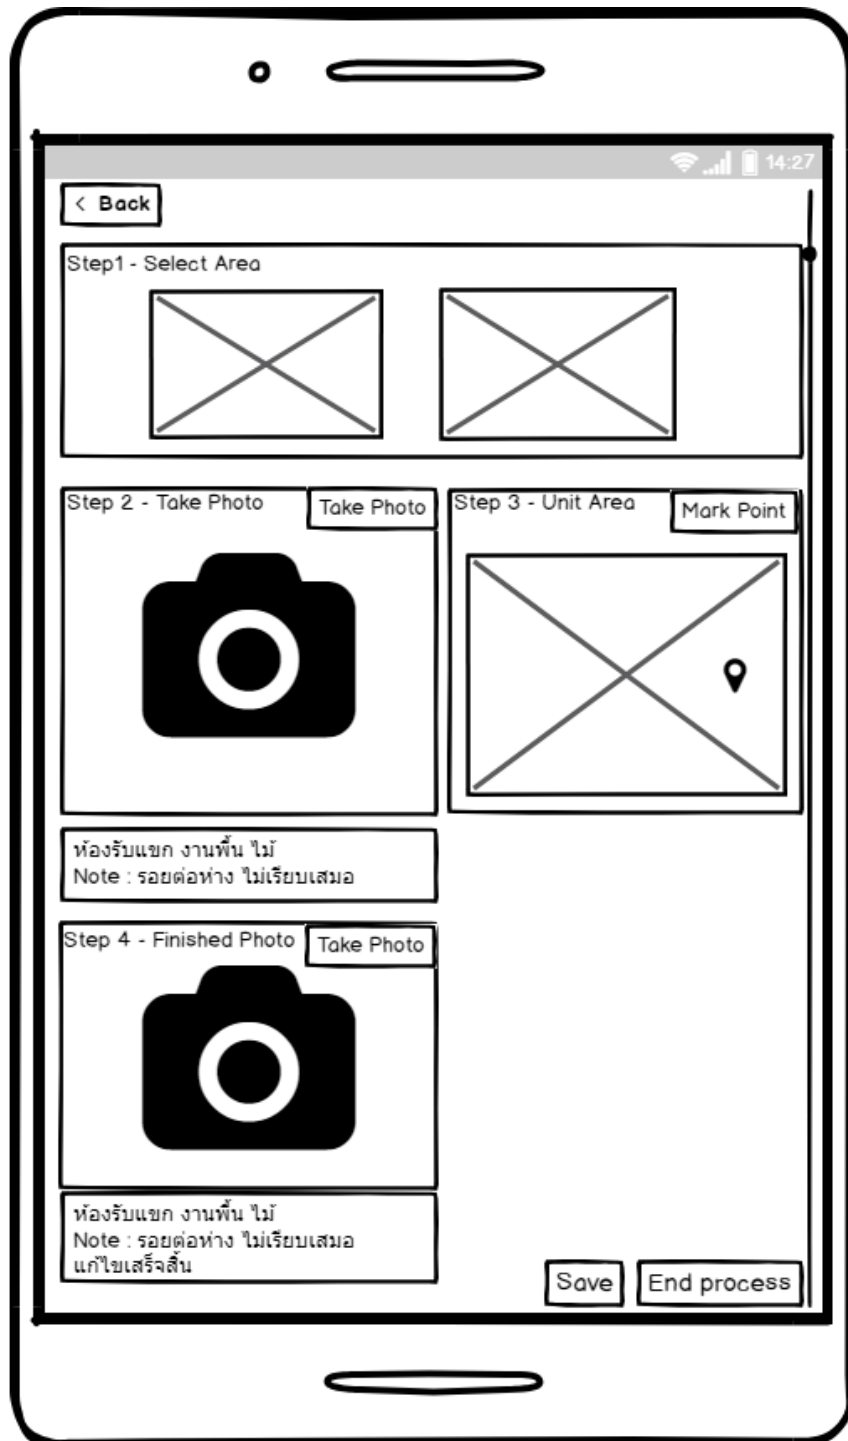 14:27
< Back
Step1 - Select Area
Step 2 - Take Photo
Take Photo
Step 3 - Unit Area
Mark Point
ห้องรับแขก งานพื้น ไม้
Note : รอยต่อห่าง ไม่เรียบเสมอ
Step 4 - Finished Photo
Take Photo
ห้องรับแขก งานพื้น ไม้
Note : รอยต่อห่าง ไม่เรียบเสมอ
แก้ไขเสร็จสิ้น
Save
End process